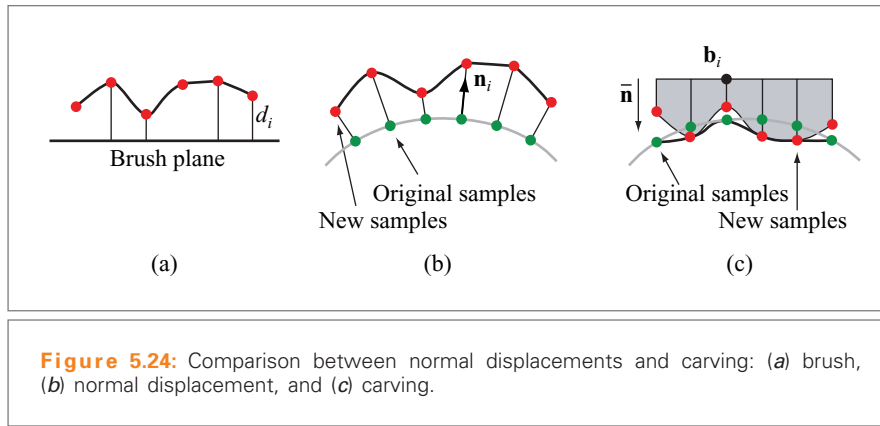 d_i
Brush plane
(a)
n_i
Original samples
New samples
(b)
b_i
n̄
Original samples
New samples
(c)
Figure 5.24: Comparison between normal displacements and carving: (a) brush,
(b) normal displacement, and (c) carving.